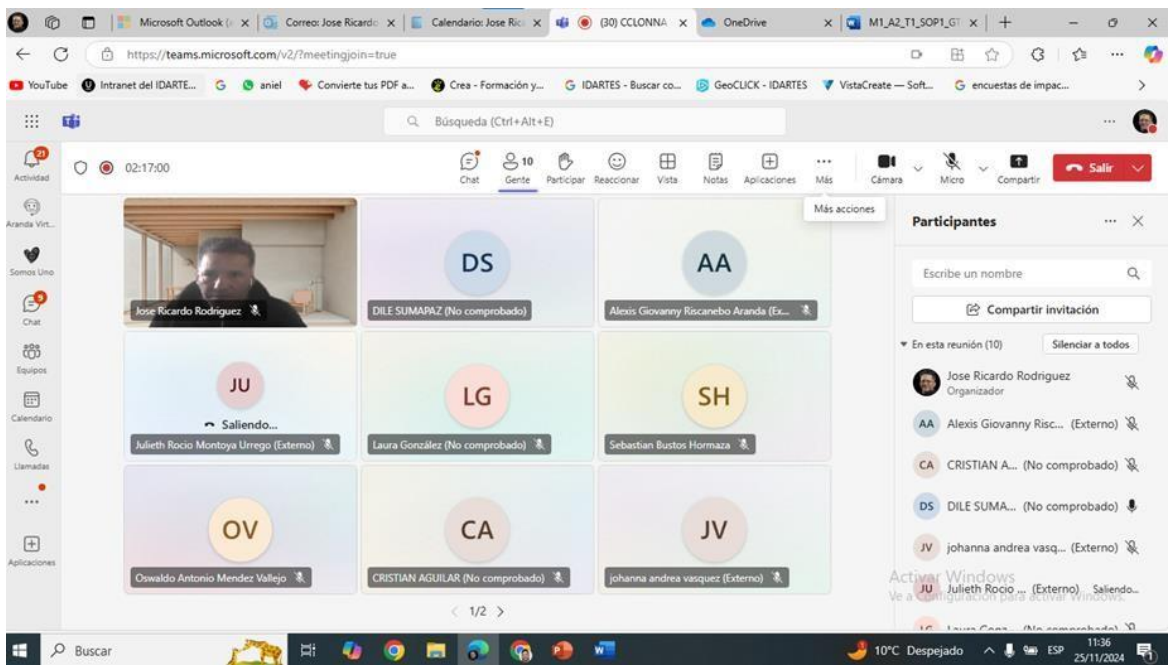 Microsoft Outlook (
Correo: Jose Ricardo
Calendario: Jose Ric
(30) CCLONNA
OneDrive
M1_A2_T1_SOP1_GT
https://teams.microsoft.com/v2/?meetingjoin=true
YouTube
Intranet del IDARTE...
aniel
Convierte tus PDF a...
Crea - Formación y...
IDARTES - Buscar co...
GeoCLICK - IDARTES
VistaCreate — Soft...
encuestas de impac...
Búsqueda (Ctrl+Alt+E)
21
Actividad
02:17:00
Chat
10
Gente
Participar
Reaccionar
Vista
Notas
Aplicaciones
Más
Cámara
Micro
Compartir
Salir
Más acciones
Aranda Virt...
Somos Uno
Chat
Equipos
Calendario
Llamadas
Aplicaciones
Jose Ricardo Rodriguez
DS
DILE SUMAPAZ (No comprobado)
AA
Alexis Giovanny Riscanebo Aranda (Ex...
JU
Saliendo...
Julieth Rocio Montoya Urrego (Externo)
LG
Laura González (No comprobado)
SH
Sebastian Bustos Hormaza
OV
Oswaldo Antonio Mendez Vallejo
CA
CRISTIAN AGUILAR (No comprobado)
JV
johanna andrea vasquez (Externo)
1/2
Participantes
Escribe un nombre
Compartir invitación
En esta reunión (10)
Silenciar a todos
Jose Ricardo Rodriguez
Organizador
AA Alexis Giovanny Risc... (Externo)
CA CRISTIAN A... (No comprobado)
DS DILE SUMA... (No comprobado)
JV johanna andrea vasq... (Externo)
JU Julieth Rocio ... (Externo) Saliendo...
Activar Windows
Ve a Configuración para activar Windows.
Buscar
10°C Despejado
ESP
11:36
25/11/2024